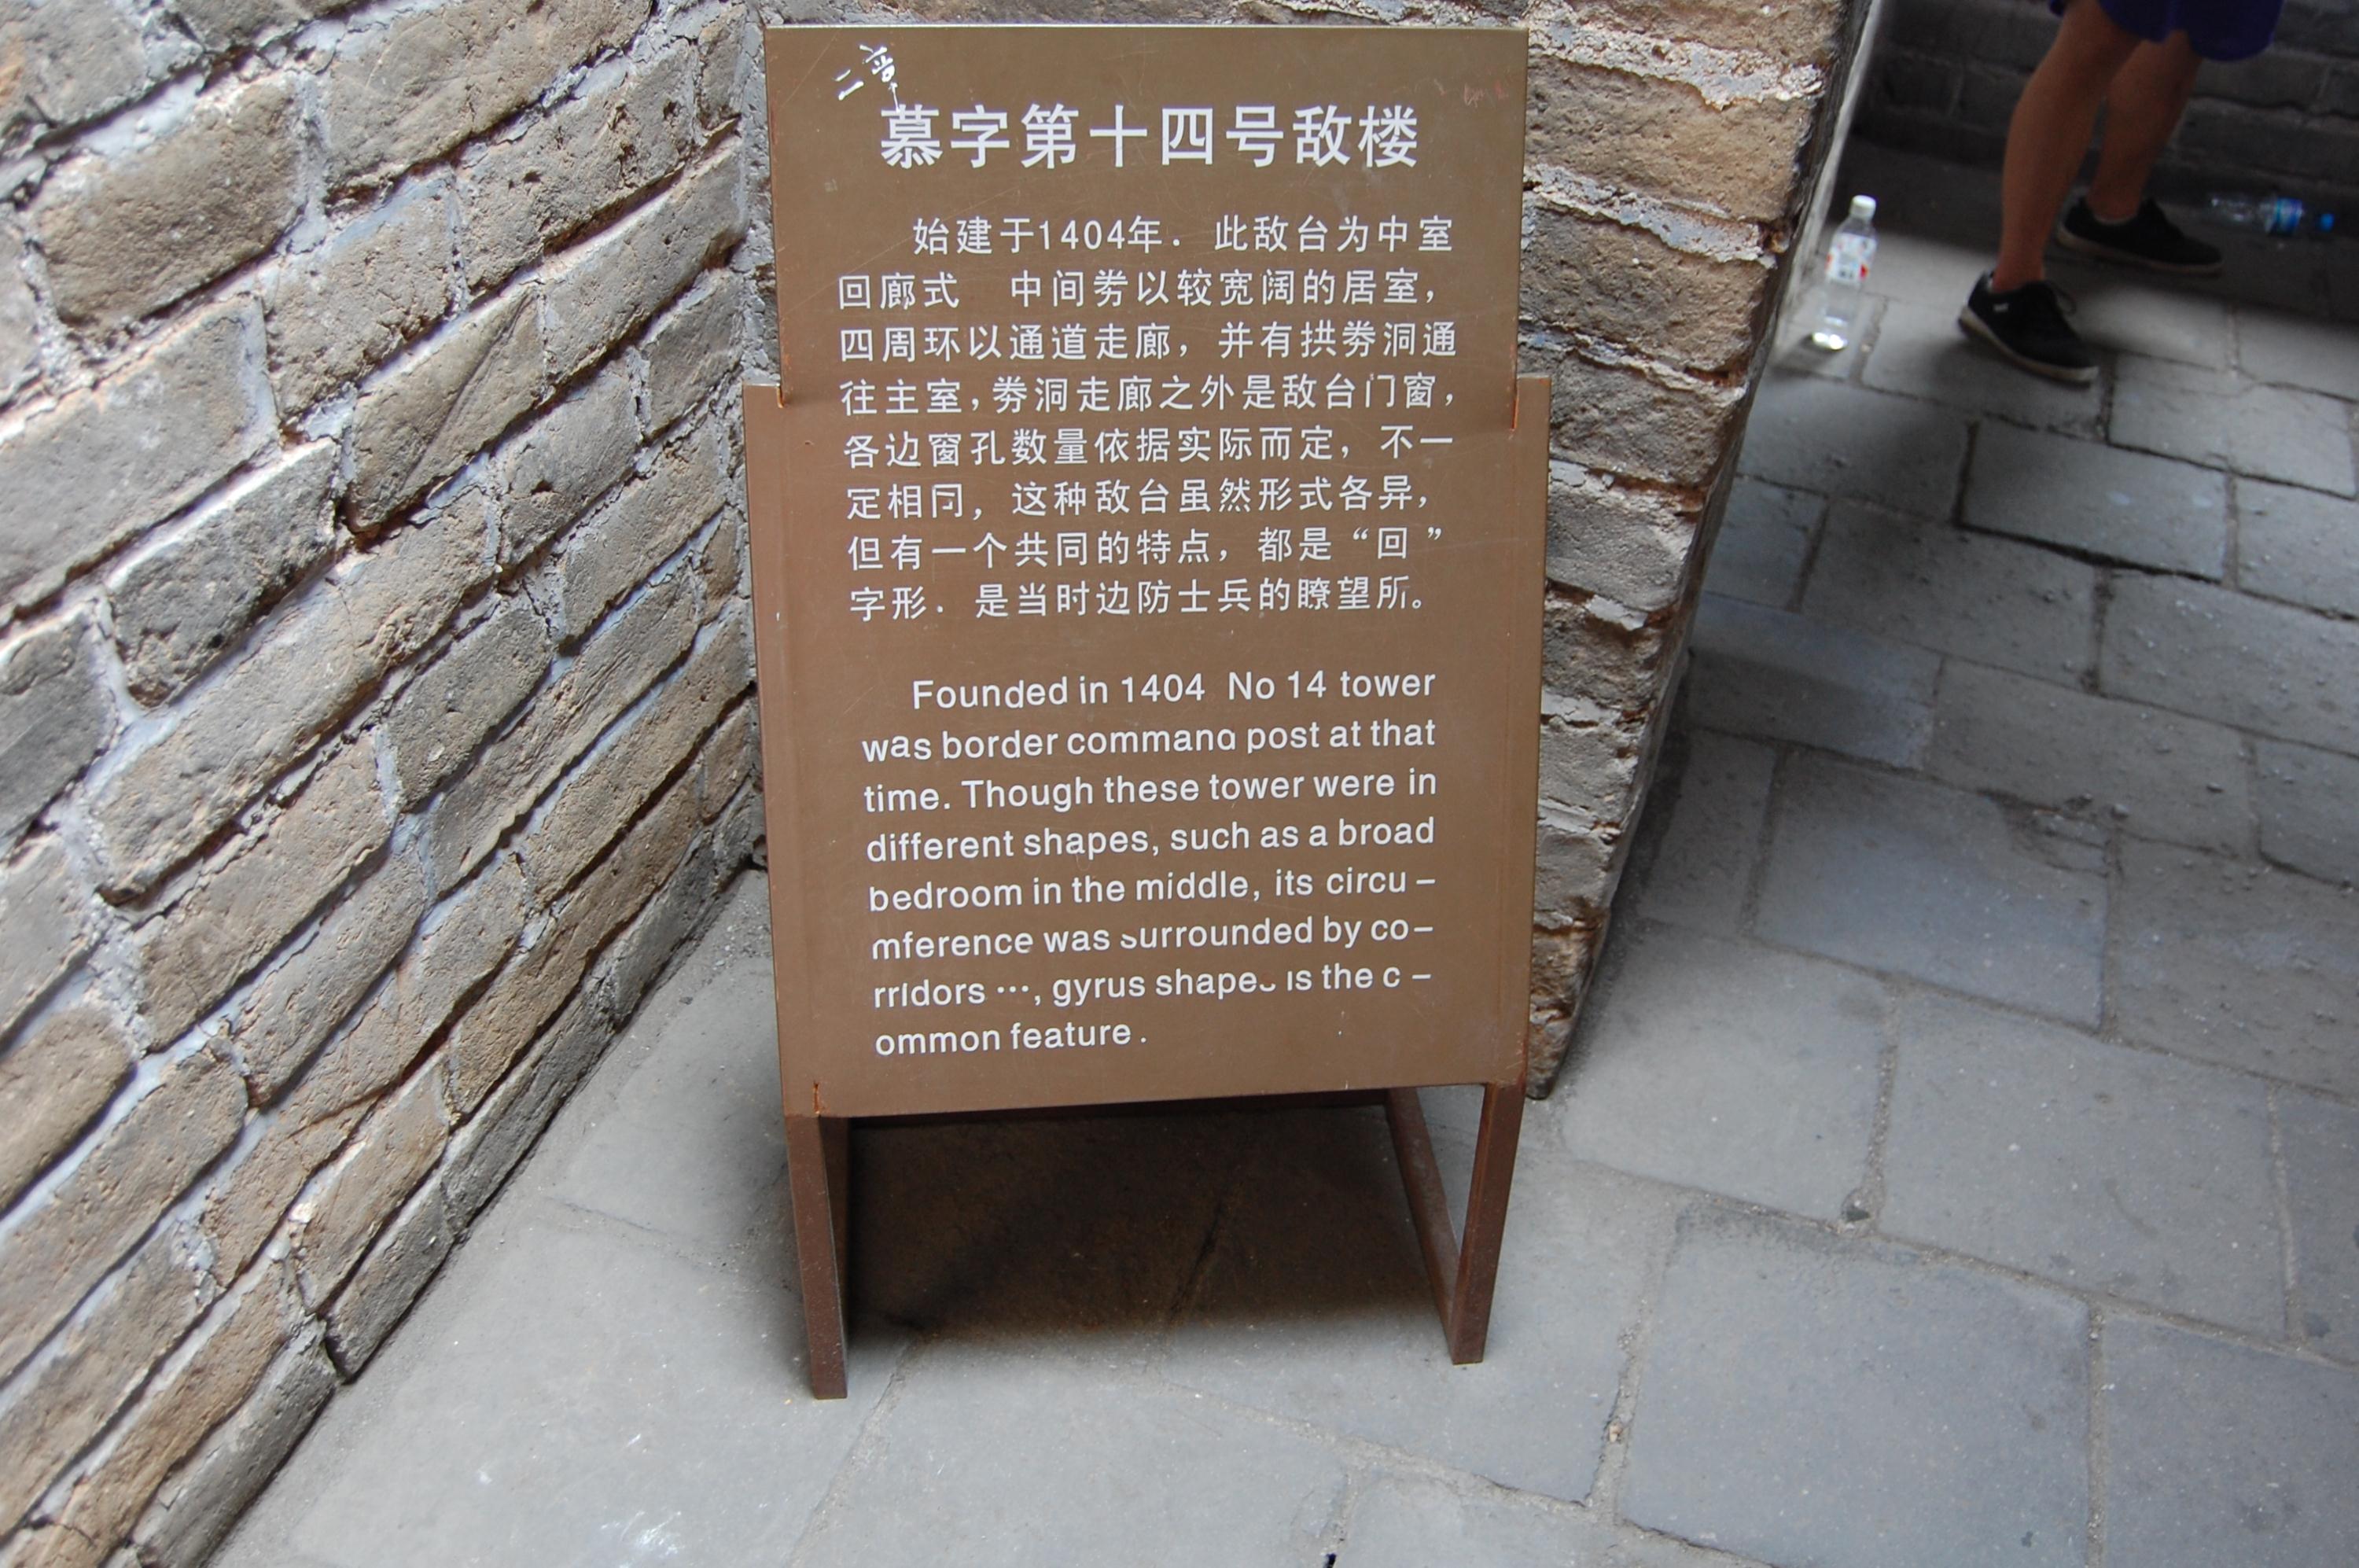 慕字第十四号敌楼
始建于1404年. 此敌台为中室
回廊式 中间劵以较宽阔的居室,
四周环以通道走廊, 并有拱劵洞通
往主室, 劵洞走廊之外是敌台门窗,
各边窗孔数量依据实际而定, 不一
定相同, 这种敌台虽然形式各异,
但有一个共同的特点, 都是“回”
字形. 是当时边防士兵的瞭望所。
Founded in 1404 No 14 tower
was border command post at that
time. Though these tower were in
different shapes, such as a broad
bedroom in the middle, its circu-
mference was surrounded by co-
rridors …, gyrus shapes is the c-
ommon feature.